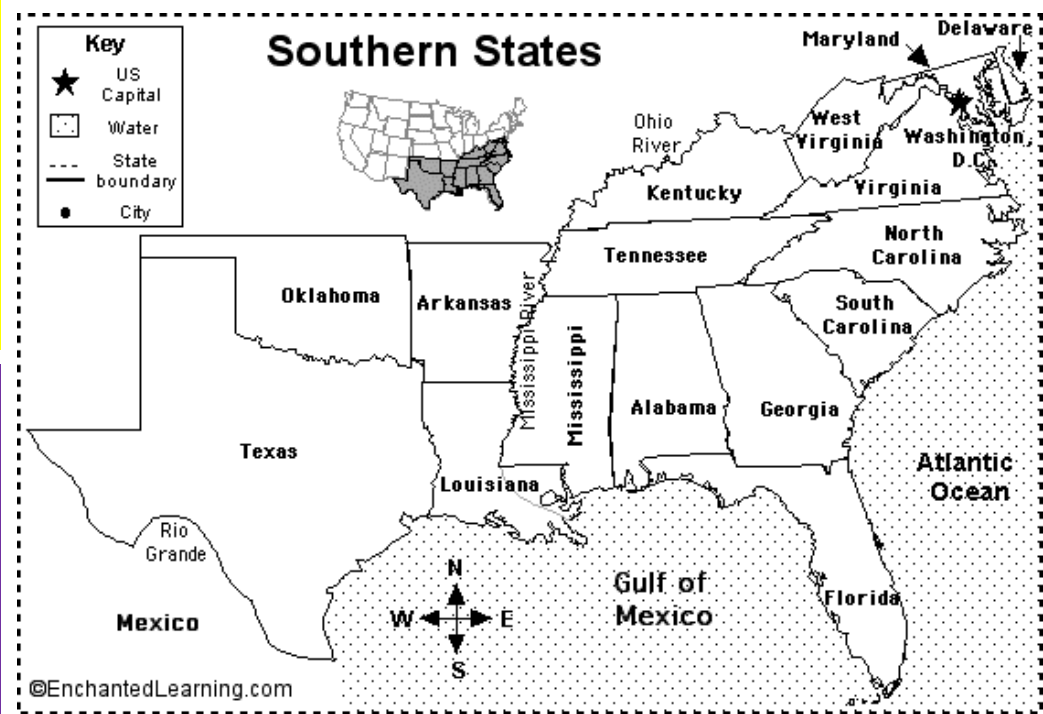 Southern States
Key
US
Capital
Water
State
boundary
City
Maryland
Delaware
Ohio
River
West
Virginia
Washington,
D.C.
Kentucky
Virginia
Tennessee
North
Carolina
Oklahoma
Arkansas
Mississippi River
South
Carolina
Mississippi
Alabama
Georgia
Texas
Louisiana
Atlantic
Ocean
Rio
Grande
Gulf of
Mexico
Florida
Mexico
N
W
E
S
©EnchantedLearning.com